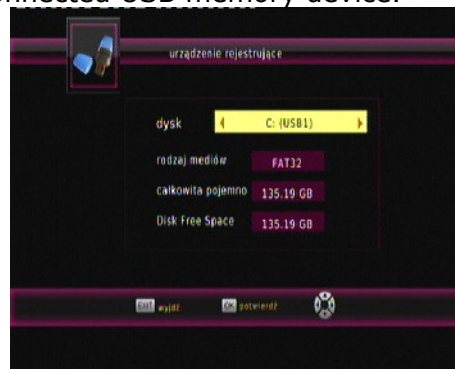 nnected USB memory device.
urządzenie rejestrujące
dysk C: (USB1)
rodzaj mediów FAT32
całkowita pojemno 135.19 GB
Disk Free Space 135.19 GB
EXIT wyjdź OK potwierdź